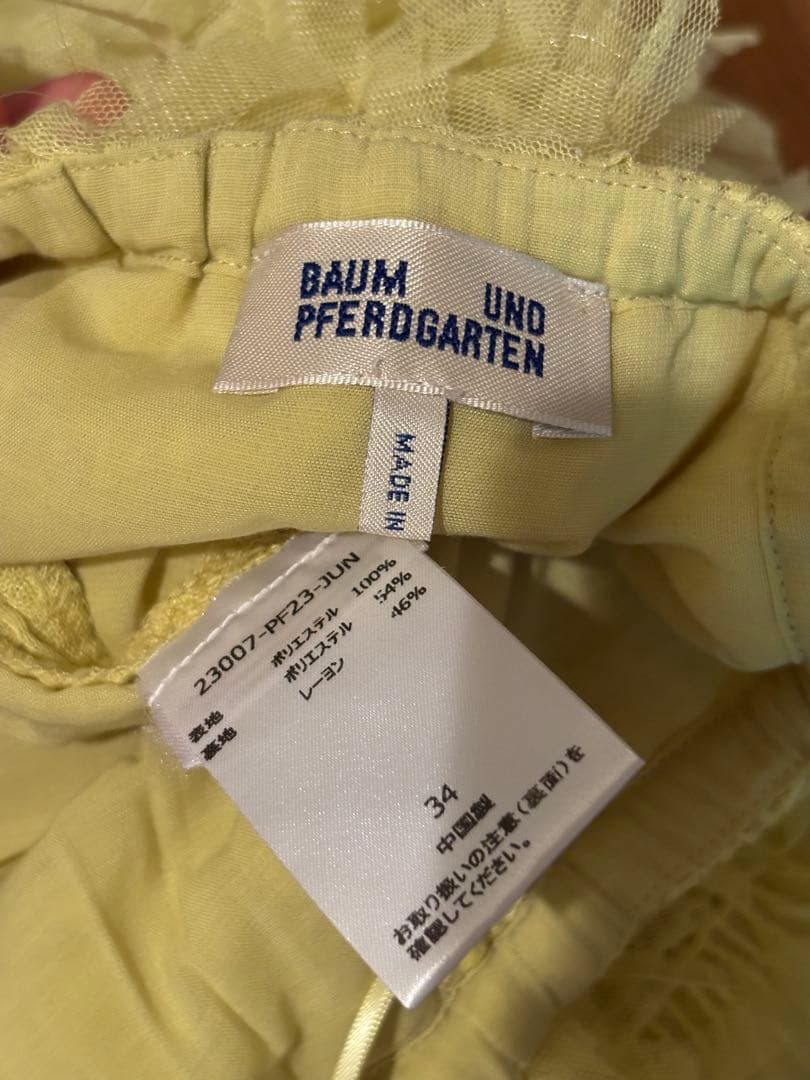 BAUM UND
PFERDGARTEN
MADE IN
23007-PF23-JUN
表地 ポリエステル 100%
裏地 ポリエステル 54%
レーヨン 46%
34
中国製
お取り扱いの注意(裏面)を
確認してください。